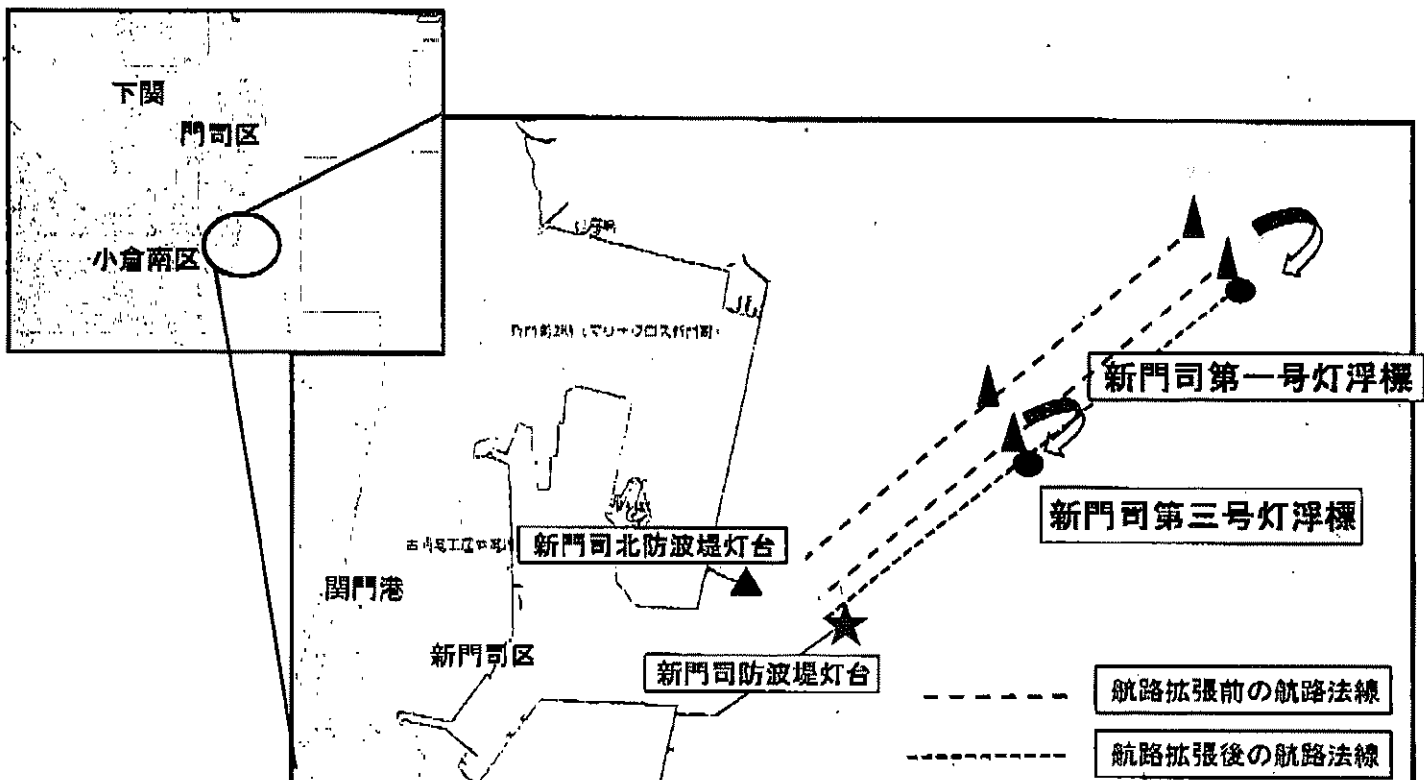 下関
門司区
小倉南区
新門司第一号灯浮標
新門司第三号灯浮標
新門司北防波堤灯台
関門港
新門司区
新門司防波堤灯台
航路拡張前の航路法線
航路拡張後の航路法線